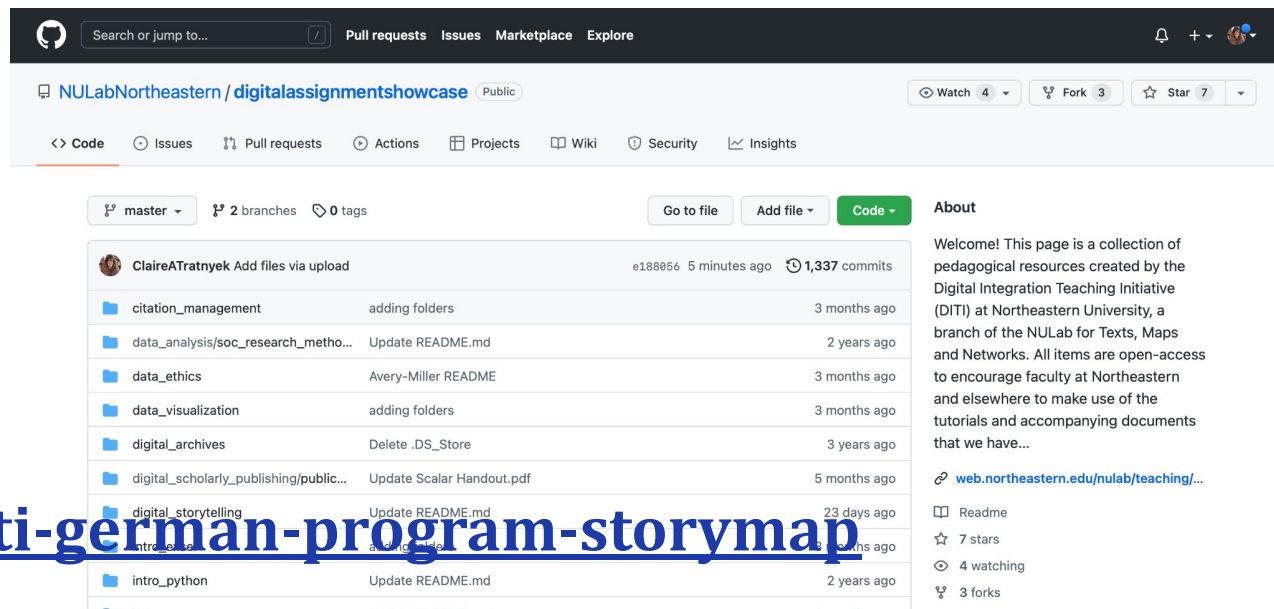 Search or jump to... / Pull requests Issues Marketplace Explore
NULabNortheastern / digitalassignmentshowcase Public
Watch 4 Fork 3 Star 7
<> Code Issues Pull requests Actions Projects Wiki Security Insights
master 2 branches 0 tags Go to file Add file Code
ClaireATratnyek Add files via upload e188056 5 minutes ago 1,337 commits
citation_management adding folders 3 months ago
data_analysis/soc_research_metho... Update README.md 2 years ago
data_ethics Avery-Miller README 3 months ago
data_visualization adding folders 3 months ago
digital_archives Delete .DS_Store 3 years ago
digital_scholarly_publishing/public... Update Scalar Handout.pdf 5 months ago
digital_storytelling Update README.md 23 days ago
ti-german-program-storymap
months ago
intro_python Update README.md 2 years ago
About
Welcome! This page is a collection of
pedagogical resources created by the
Digital Integration Teaching Initiative
(DITI) at Northeastern University, a
branch of the NULab for Texts, Maps
and Networks. All items are open-access
to encourage faculty at Northeastern
and elsewhere to make use of the
tutorials and accompanying documents
that we have...
web.northeastern.edu/nulab/teaching/...
Readme
7 stars
4 watching
3 forks